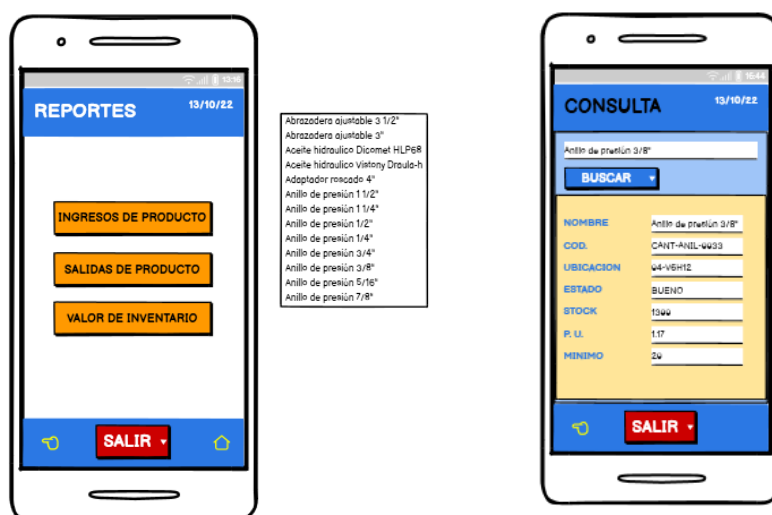 13:16
REPORTES
13/10/22
INGRESOS DE PRODUCTO
SALIDAS DE PRODUCTO
VALOR DE INVENTARIO
SALIR
Abrazadera ajustable 3 1/2"
Abrazadera ajustable 3"
Aceite hidraulico Dicomet HLP68
Aceite hidraulico Vistony Draula-h
Adaptador roscado 4"
Anillo de presión 1 1/2"
Anillo de presión 1 1/4"
Anillo de presión 1/2"
Anillo de presión 1/4"
Anillo de presión 3/4"
Anillo de presión 3/8"
Anillo de presión 5/16"
Anillo de presión 7/8"
16:44
CONSULTA
13/10/22
Anillo de presión 3/8"
BUSCAR
NOMBRE Anillo de presión 3/8"
COD. CANT-ANIL-0033
UBICACION 04-V6H12
ESTADO BUENO
STOCK 1300
P. U. 1.17
MINIMO 20
SALIR